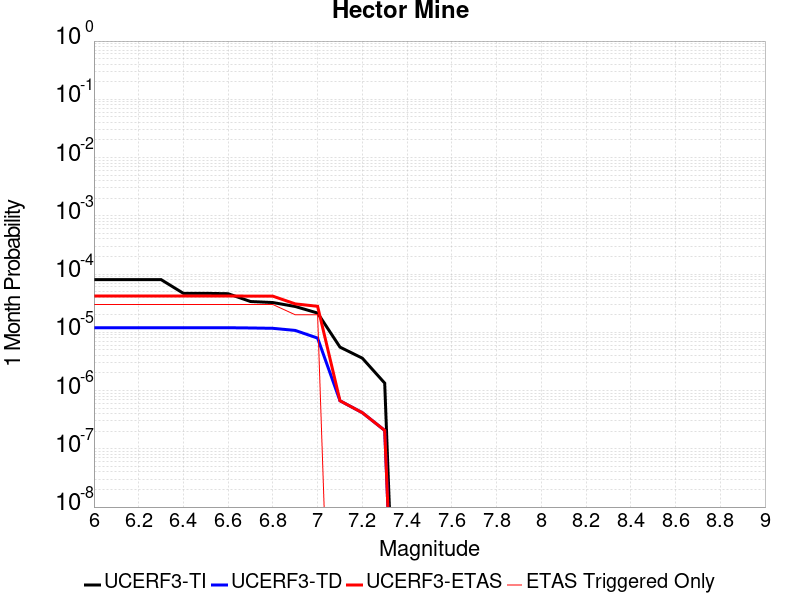 Hector Mine
10^0
10^-1
10^-2
10^-3
10^-4
10^-5
10^-6
10^-7
10^-8
1 Month Probability
6 6.2 6.4 6.6 6.8 7 7.2 7.4 7.6 7.8 8 8.2 8.4 8.6 8.8 9
Magnitude
UCERF3-TI UCERF3-TD UCERF3-ETAS ETAS Triggered Only